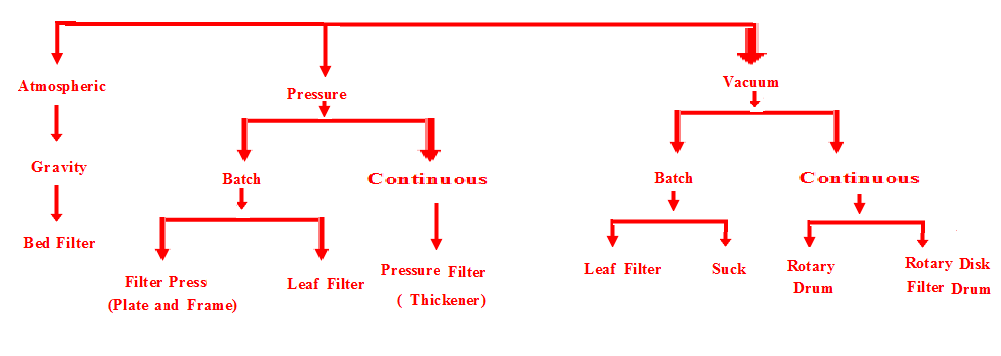 Atmospheric
Pressure
Vacuum
Gravity
Batch
Continuous
Batch
Continuous
Bed Filter
Filter Press
(Plate and Frame)
Leaf Filter
Pressure Filter
( Thickener)
Leaf Filter
Suck
Rotary
Drum
Rotary Disk
Filter Drum